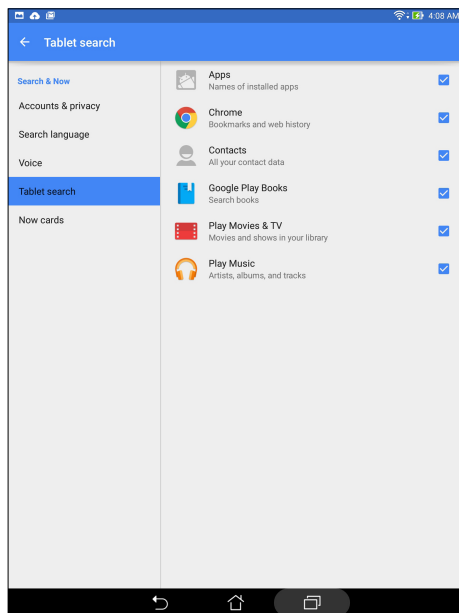 4:08 AM
Tablet search
Search & Now
Accounts & privacy
Search language
Voice
Tablet search
Now cards
Apps
Names of installed apps
Chrome
Bookmarks and web history
Contacts
All your contact data
Google Play Books
Search books
Play Movies & TV
Movies and shows in your library
Play Music
Artists, albums, and tracks